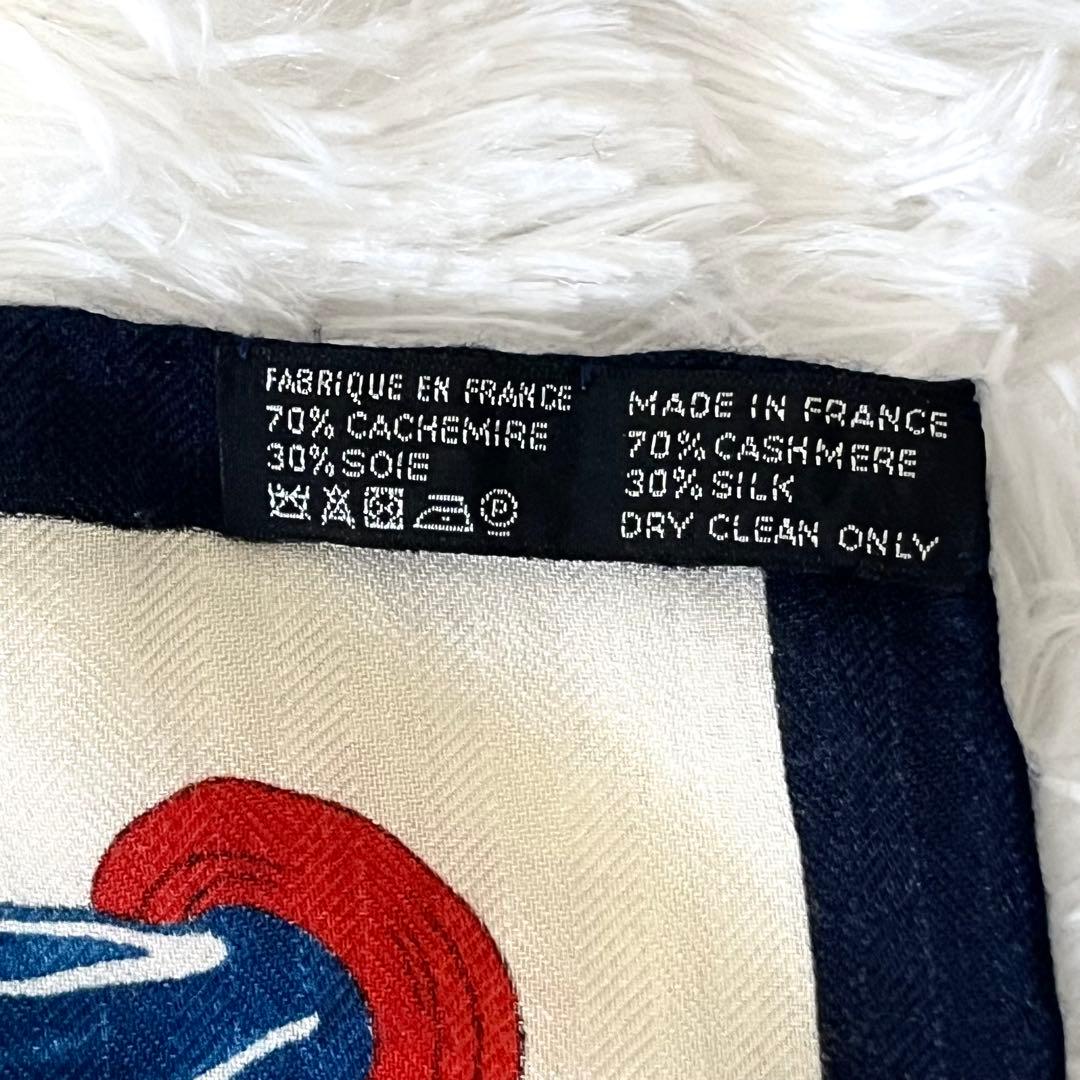 FABRIQUE EN FRANCE
70% CACHEMIRE
30% SOIE
P
MADE IN FRANCE
70% CASHMERE
30% SILK
DRY CLEAN ONLY